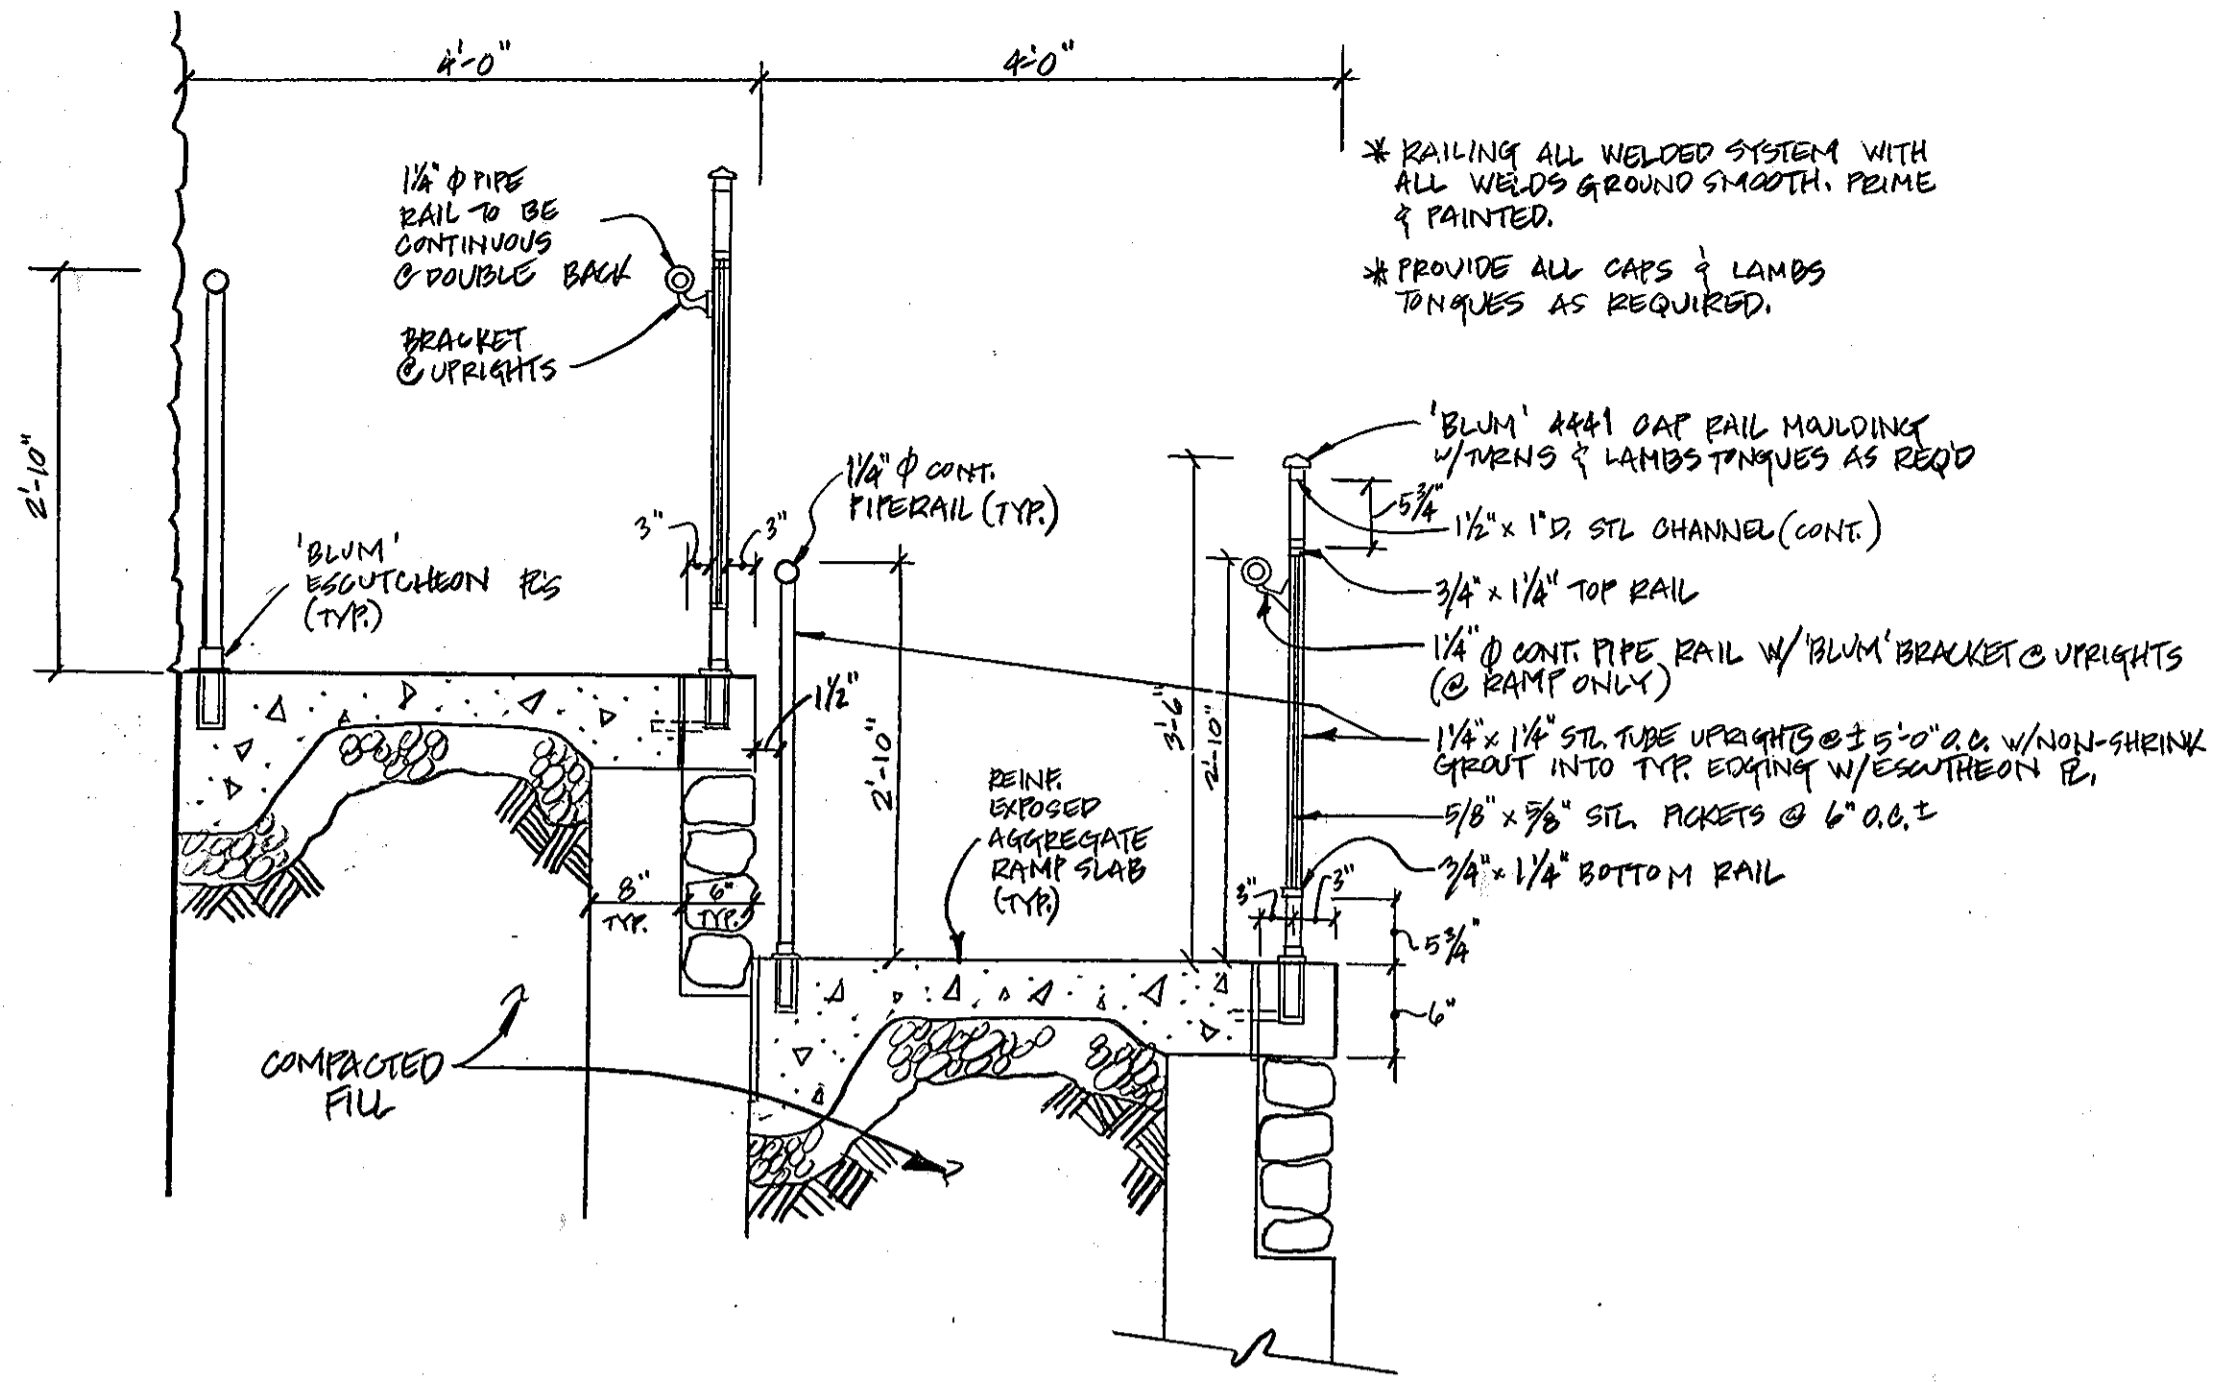 4'-0"
4'-0"
* RAILING ALL WELDED SYSTEM WITH
ALL WELDS GROUND SMOOTH. PRIME
& PAINTED.
* PROVIDE ALL CAPS & LAMBS
TONGUES AS REQUIRED.
1¼" Φ PIPE
RAIL TO BE
CONTINUOUS
@ DOUBLE BACK
BRACKET
@ UPRIGHTS
2'-10"
'BLUM'
ESCUTCHEON PLS
(TYP.)
3"
3"
1¼" Φ CONT.
PIPERAIL (TYP.)
1½"
2'-10"
REINF.
EXPOSED
AGGREGATE
RAMP SLAB
(TYP.)
8"
TYP.
6"
TYP.
COMPACTED
FILL
3'-6"
2'-10"
'BLUM' 4441 CAP RAIL MOULDING
W/TURNS & LAMBS TONGUES AS REQ'D
5¾"
1½" x 1"D. STL CHANNEL (CONT.)
3/4" x 1¼" TOP RAIL
1¼" Φ CONT. PIPE RAIL W/ 'BLUM' BRACKET @ UPRIGHTS
(@ RAMP ONLY)
1¼" x 1¼" STL. TUBE UPRIGHTS @ ± 5'-0" O.C. W/NON-SHRINK
GROUT INTO TYP. EDGING W/ESCUTHEON PL.
5/8" x 5/8" STL. PICKETS @ 6" O.C. ±
3/4" x 1¼" BOTTOM RAIL
3"
3"
5¾"
6"